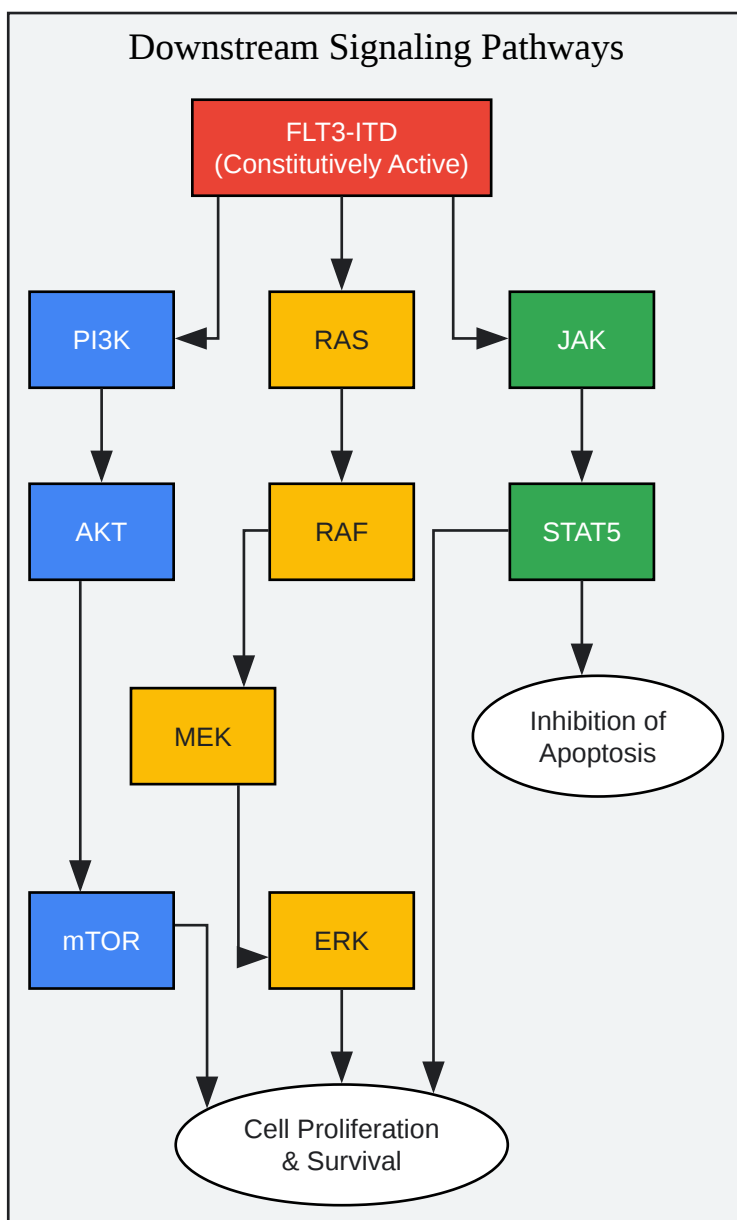 Downstream Signaling Pathways
FLT3-ITD
(Constitutively Active)
PI3K
RAS
JAK
AKT
RAF
STAT5
MEK
Inhibition of
Apoptosis
mTOR
ERK
Cell Proliferation
& Survival